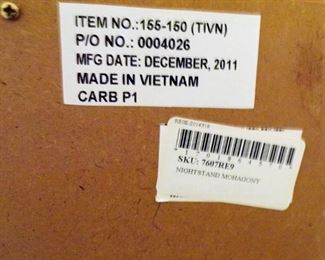 ITEM NO.:155-150 (TIVN)
P/O NO.: 0004026
MFG DATE: DECEMBER, 2011
MADE IN VIETNAM
CARB P1
SKU: 7607RE9
NIGHTSTAND MOHAGONY